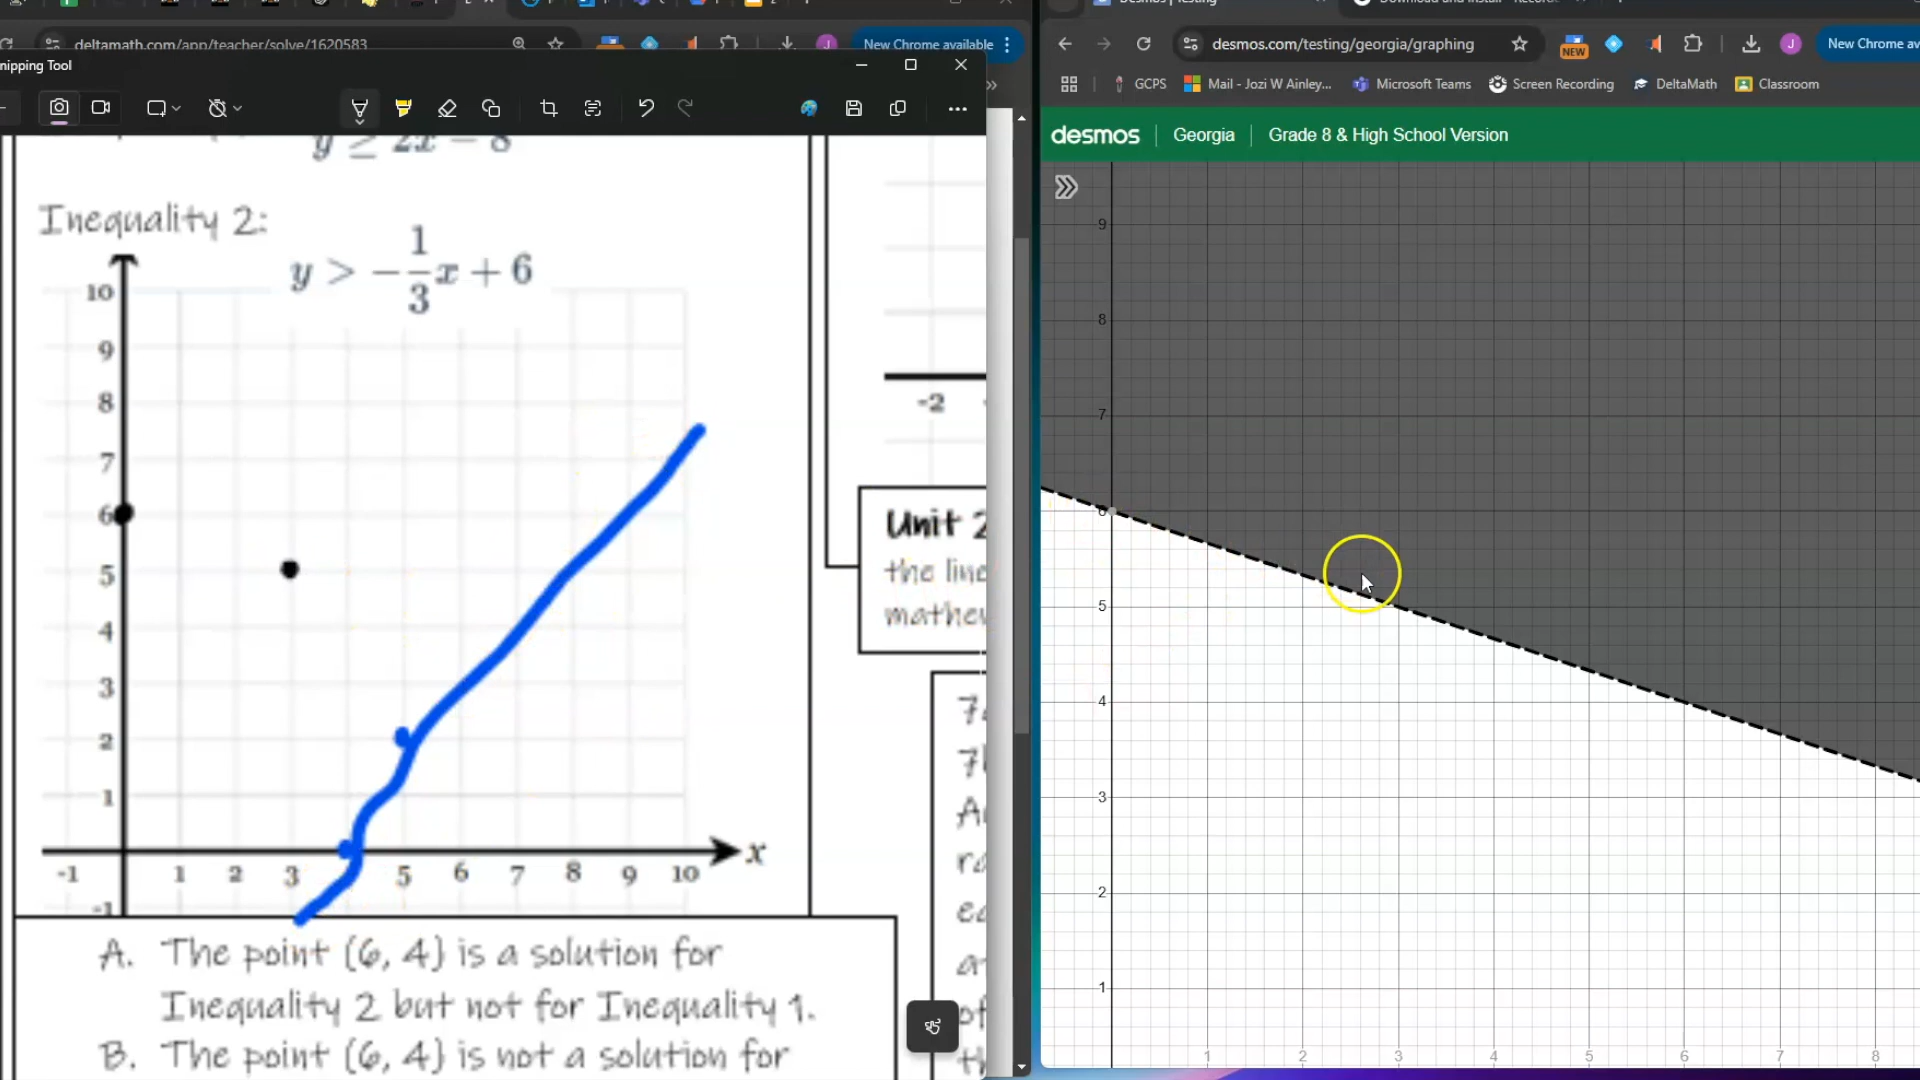 deltamath.com/app/teacher/solve/1620583
New Chrome available
nipping Tool
y ≥ 2x − 8
Inequality 2:
y > −1/3x + 6
10
9
8
7
6
5
4
3
2
1
-1
-1 1 2 3 5 6 7 8 9 10 x
A. The point (6, 4) is a solution for
Inequality 2 but not for Inequality 1.
B. The point (6, 4) is not a solution for
-2
Unit 2
the line
mathe
desmos.com/testing/georgia/graphing
NEW
New Chrome av
GCPS
Mail - Jozi W Ainley...
Microsoft Teams
Screen Recording
DeltaMath
Classroom
desmos
Georgia
Grade 8 & High School Version
9
8
7
6
5
4
3
2
1
1 2 3 4 5 6 7 8